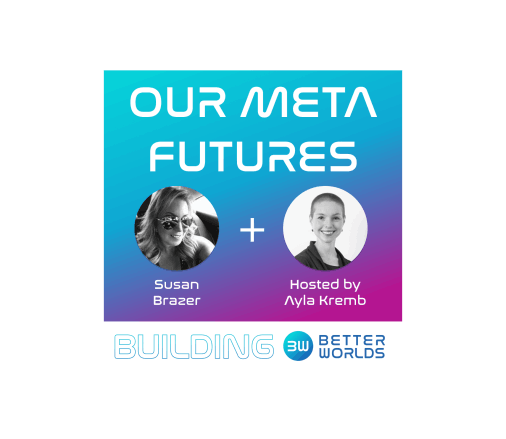 OUR META
FUTURES
+
Susan
Brazer
Hosted by
Ayla Kremb
BUILDING
BW
BETTER
WORLDS